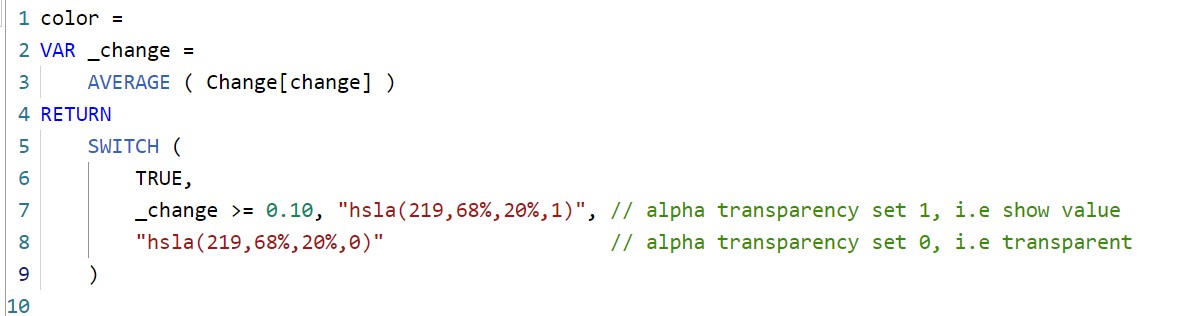 1 color =
2 VAR _change =
3 AVERAGE ( Change[change] )
4 RETURN
5 SWITCH (
6 TRUE,
7 _change >= 0.10, "hsla(219,68%,20%,1)", // alpha transparency set 1, i.e show value
8 "hsla(219,68%,20%,0)" // alpha transparency set 0, i.e transparent
9 )
10